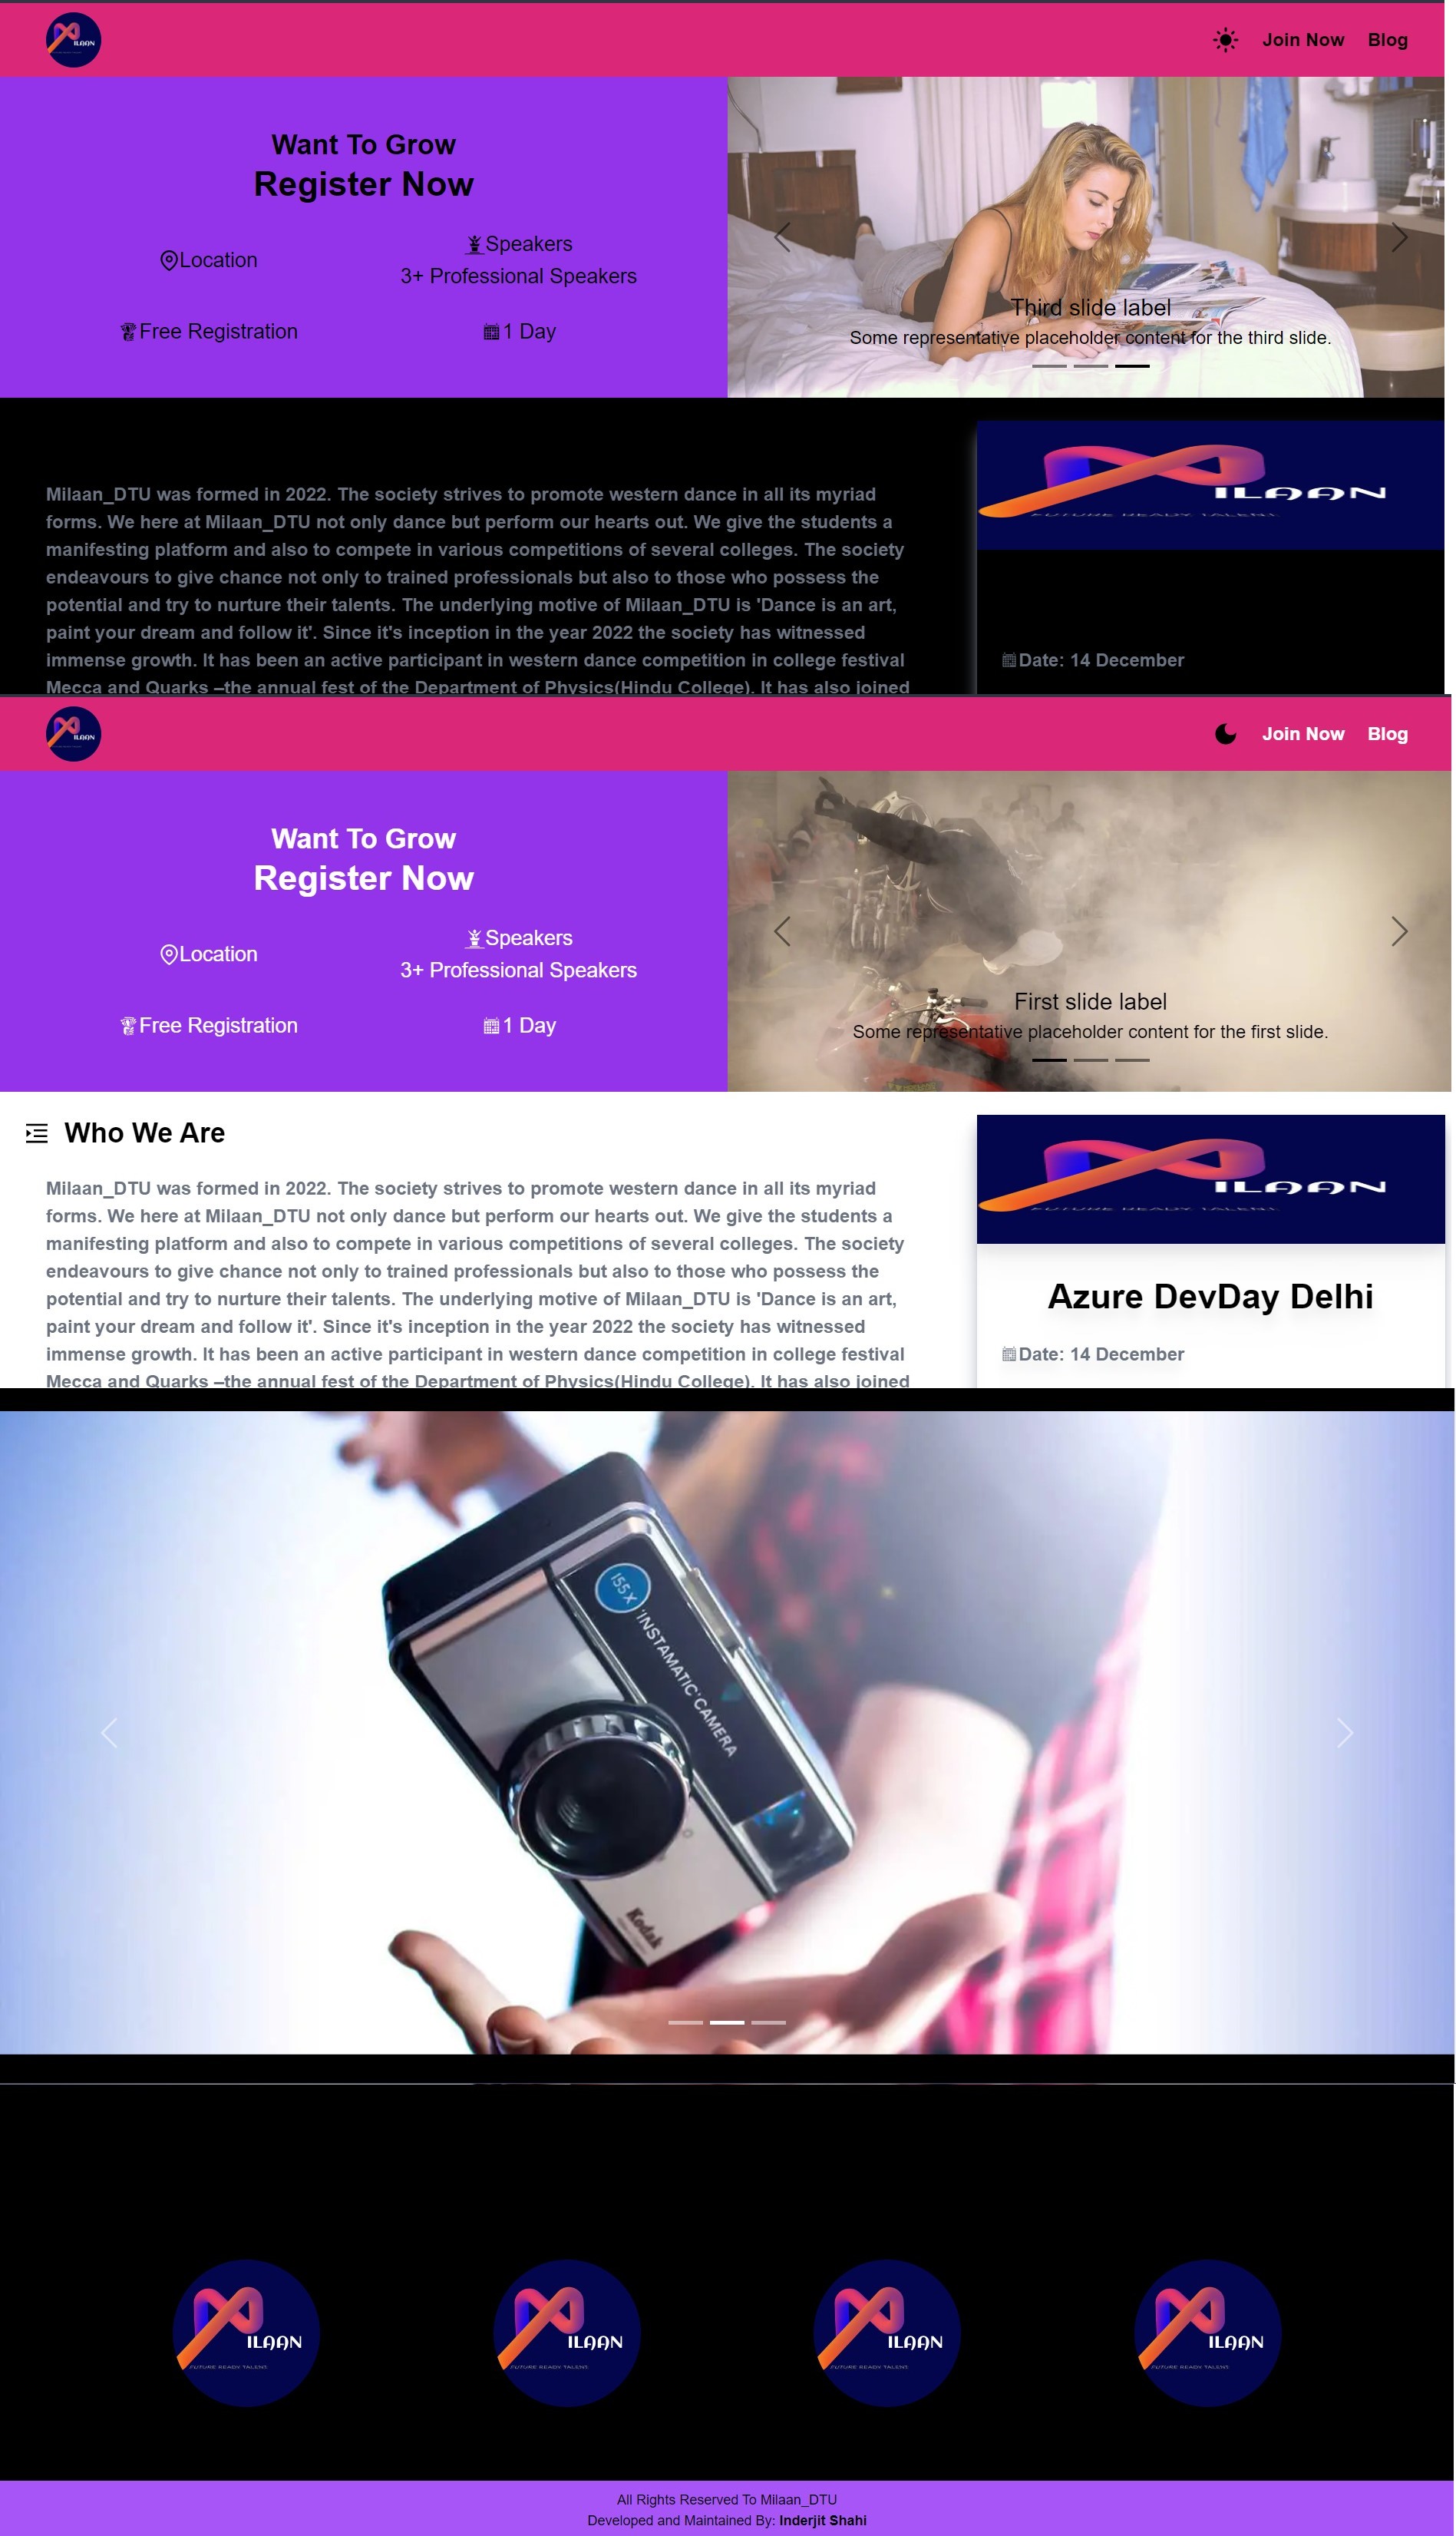 ILAAN
Join Now Blog
Want To Grow
Register Now
Location
Speakers
3+ Professional Speakers
Free Registration
1 Day
Third slide label
Some representative placeholder content for the third slide.
Milaan_DTU was formed in 2022. The society strives to promote western dance in all its myriad
forms. We here at Milaan_DTU not only dance but perform our hearts out. We give the students a
manifesting platform and also to compete in various competitions of several colleges. The society
endeavours to give chance not only to trained professionals but also to those who possess the
potential and try to nurture their talents. The underlying motive of Milaan_DTU is 'Dance is an art,
paint your dream and follow it'. Since it's inception in the year 2022 the society has witnessed
immense growth. It has been an active participant in western dance competition in college festival
Mecca and Quarks –the annual fest of the Department of Physics(Hindu College). It has also joined
ILAAN
FUTURE READY TALENT
Date: 14 December
ILAAN
Join Now Blog
Want To Grow
Register Now
Location
Speakers
3+ Professional Speakers
Free Registration
1 Day
First slide label
Some representative placeholder content for the first slide.
Who We Are
Milaan_DTU was formed in 2022. The society strives to promote western dance in all its myriad
forms. We here at Milaan_DTU not only dance but perform our hearts out. We give the students a
manifesting platform and also to compete in various competitions of several colleges. The society
endeavours to give chance not only to trained professionals but also to those who possess the
potential and try to nurture their talents. The underlying motive of Milaan_DTU is 'Dance is an art,
paint your dream and follow it'. Since it's inception in the year 2022 the society has witnessed
immense growth. It has been an active participant in western dance competition in college festival
Mecca and Quarks –the annual fest of the Department of Physics(Hindu College). It has also joined
ILAAN
FUTURE READY TALENT
Azure DevDay Delhi
Date: 14 December
155X
'INSTAMATIC' CAMERA
Kodak
ILAAN
FUTURE READY TALENT
ILAAN
FUTURE READY TALENT
ILAAN
FUTURE READY TALENT
ILAAN
FUTURE READY TALENT
All Rights Reserved To Milaan_DTU
Developed and Maintained By: Inderjit Shahi